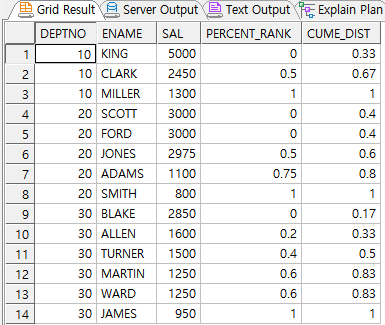 Grid Result Server Output Text Output Explain Plan
DEPTNO ENAME SAL PERCENT_RANK CUME_DIST
1 10 KING 5000 0 0.33
2 10 CLARK 2450 0.5 0.67
3 10 MILLER 1300 1 1
4 20 SCOTT 3000 0 0.4
5 20 FORD 3000 0 0.4
6 20 JONES 2975 0.5 0.6
7 20 ADAMS 1100 0.75 0.8
8 20 SMITH 800 1 1
9 30 BLAKE 2850 0 0.17
10 30 ALLEN 1600 0.2 0.33
11 30 TURNER 1500 0.4 0.5
12 30 MARTIN 1250 0.6 0.83
13 30 WARD 1250 0.6 0.83
14 30 JAMES 950 1 1